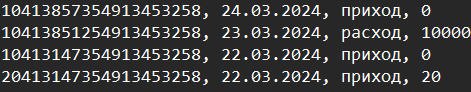 10413857354913453258, 24.03.2024, приход, 0
10413851254913453258, 23.03.2024, расход, 10000
10413147354913453258, 22.03.2024, приход, 0
20413147354913453258, 22.03.2024, приход, 20